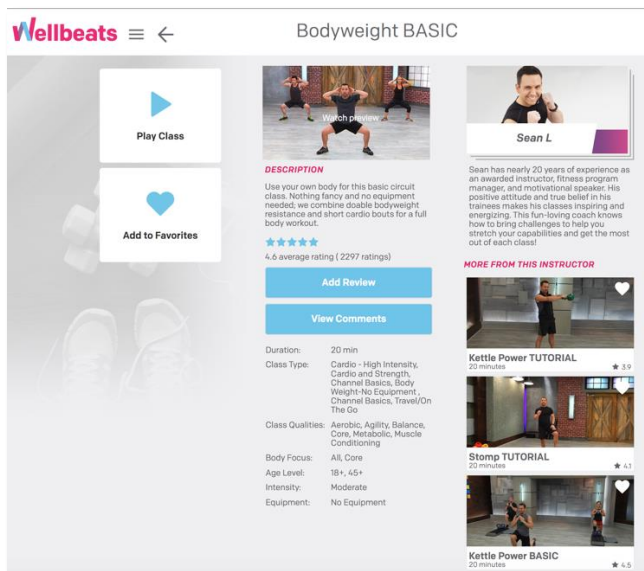 Wellbeats
Bodyweight BASIC
Play Class
Add to Favorites
Watch preview
DESCRIPTION
Use your own body for this basic circuit
class. Nothing fancy and no equipment
needed; we combine doable bodyweight
resistance and short cardio bouts for a full
body workout.
4.6 average rating ( 2297 ratings)
Add Review
View Comments
Duration: 20 min
Class Type: Cardio - High Intensity,
Cardio and Strength,
Channel Basics, Body
Weight-No Equipment ,
Channel Basics, Travel/On
The Go
Class Qualities: Aerobic, Agility, Balance,
Core, Metabolic, Muscle
Conditioning
Body Focus: All, Core
Age Level: 18+, 45+
Intensity: Moderate
Equipment: No Equipment
Sean L
Sean has nearly 20 years of experience as
an awarded instructor, fitness program
manager, and motivational speaker. His
positive attitude and true belief in his
trainees makes his classes inspiring and
energizing. This fun-loving coach knows
how to bring challenges to help you
stretch your capabilities and get the most
out of each class!
MORE FROM THIS INSTRUCTOR
Kettle Power TUTORIAL
20 minutes ★ 3.9
Stomp TUTORIAL
20 minutes ★ 4.1
Kettle Power BASIC
20 minutes ★ 4.5